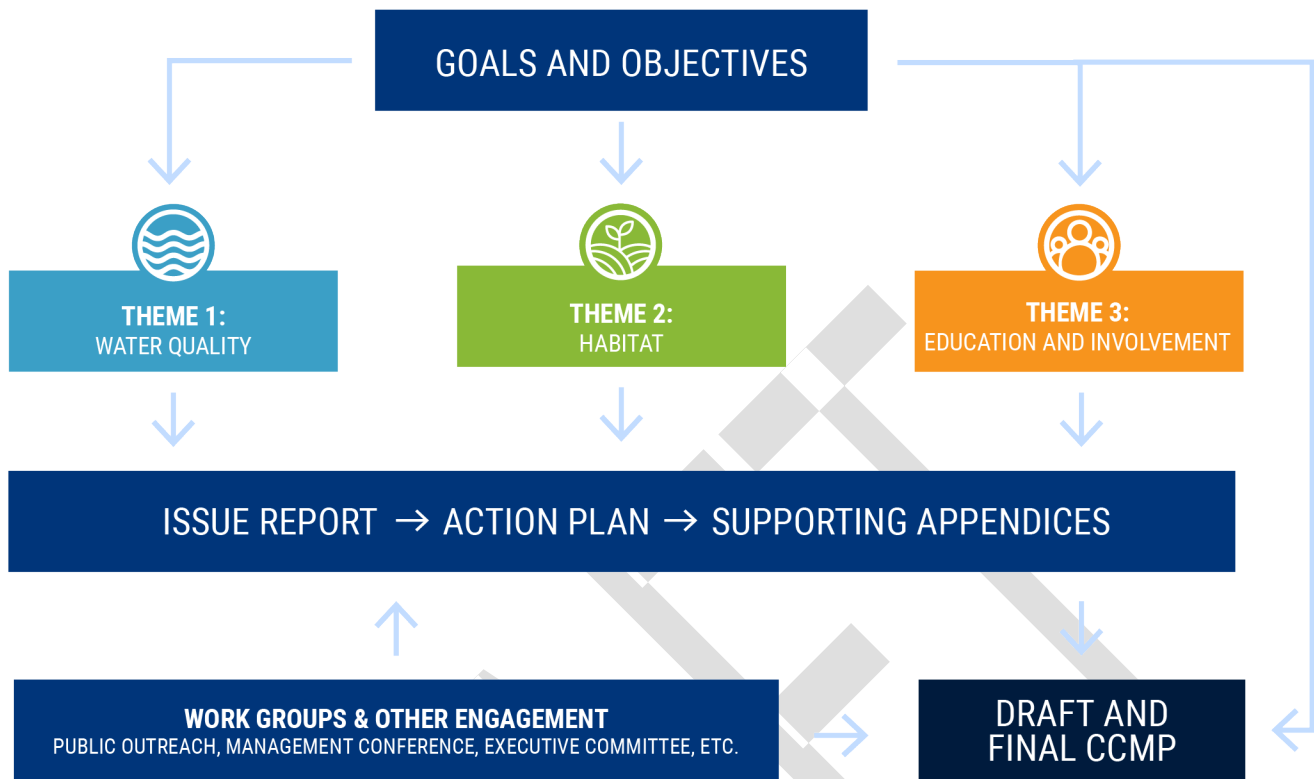 GOALS AND OBJECTIVES
THEME 1:
WATER QUALITY
THEME 2:
HABITAT
THEME 3:
EDUCATION AND INVOLVEMENT
ISSUE REPORT → ACTION PLAN → SUPPORTING APPENDICES
WORK GROUPS & OTHER ENGAGEMENT
PUBLIC OUTREACH, MANAGEMENT CONFERENCE, EXECUTIVE COMMITTEE, ETC.
DRAFT AND
FINAL CCMP